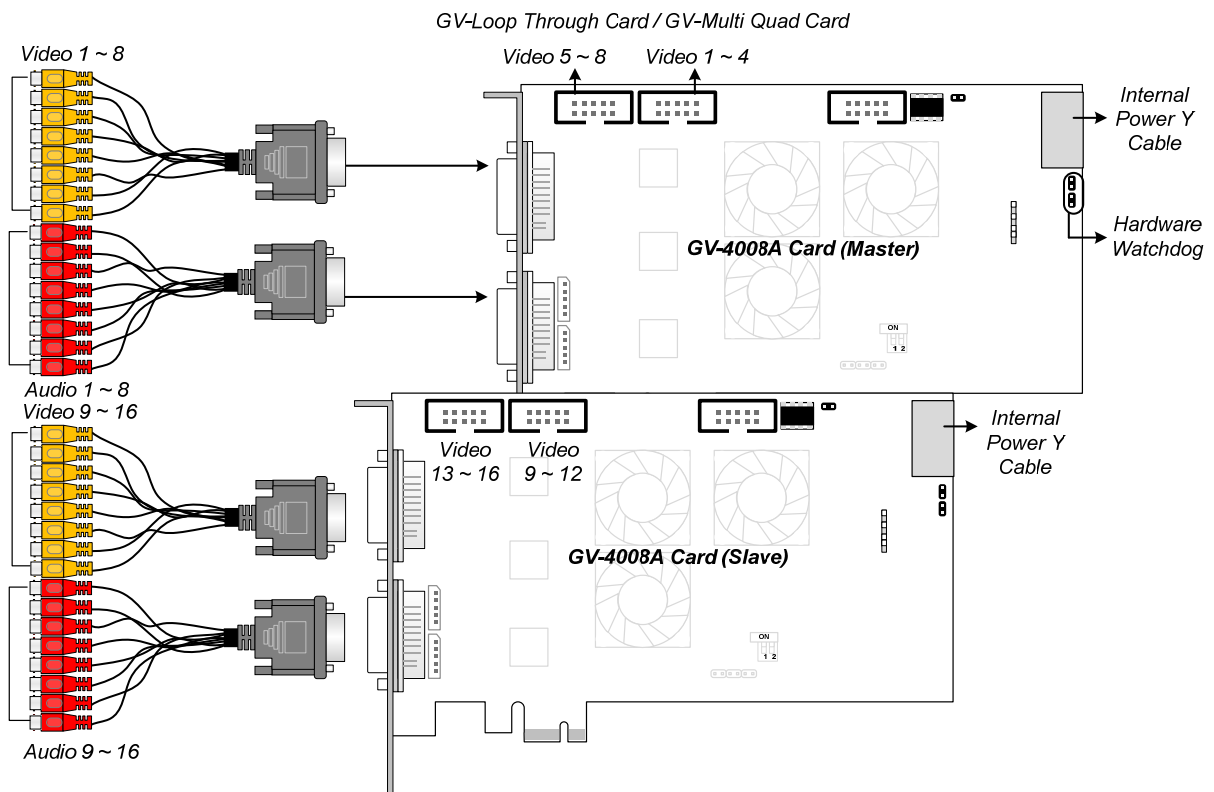 GV-Loop Through Card / GV-Multi Quad Card
Video 1 ~ 8
Video 5 ~ 8
Video 1 ~ 4
Internal
Power Y
Cable
Hardware
Watchdog
GV-4008A Card (Master)
ON
1 2
Audio 1 ~ 8
Video 9 ~ 16
Video
13 ~ 16
Video
9 ~ 12
Internal
Power Y
Cable
GV-4008A Card (Slave)
ON
1 2
Audio 9 ~ 16